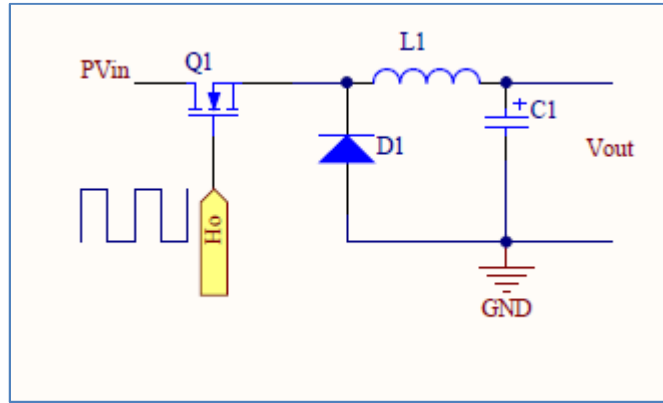 L1
PVin Q1
+
C1
D1
Vout
Ho
GND